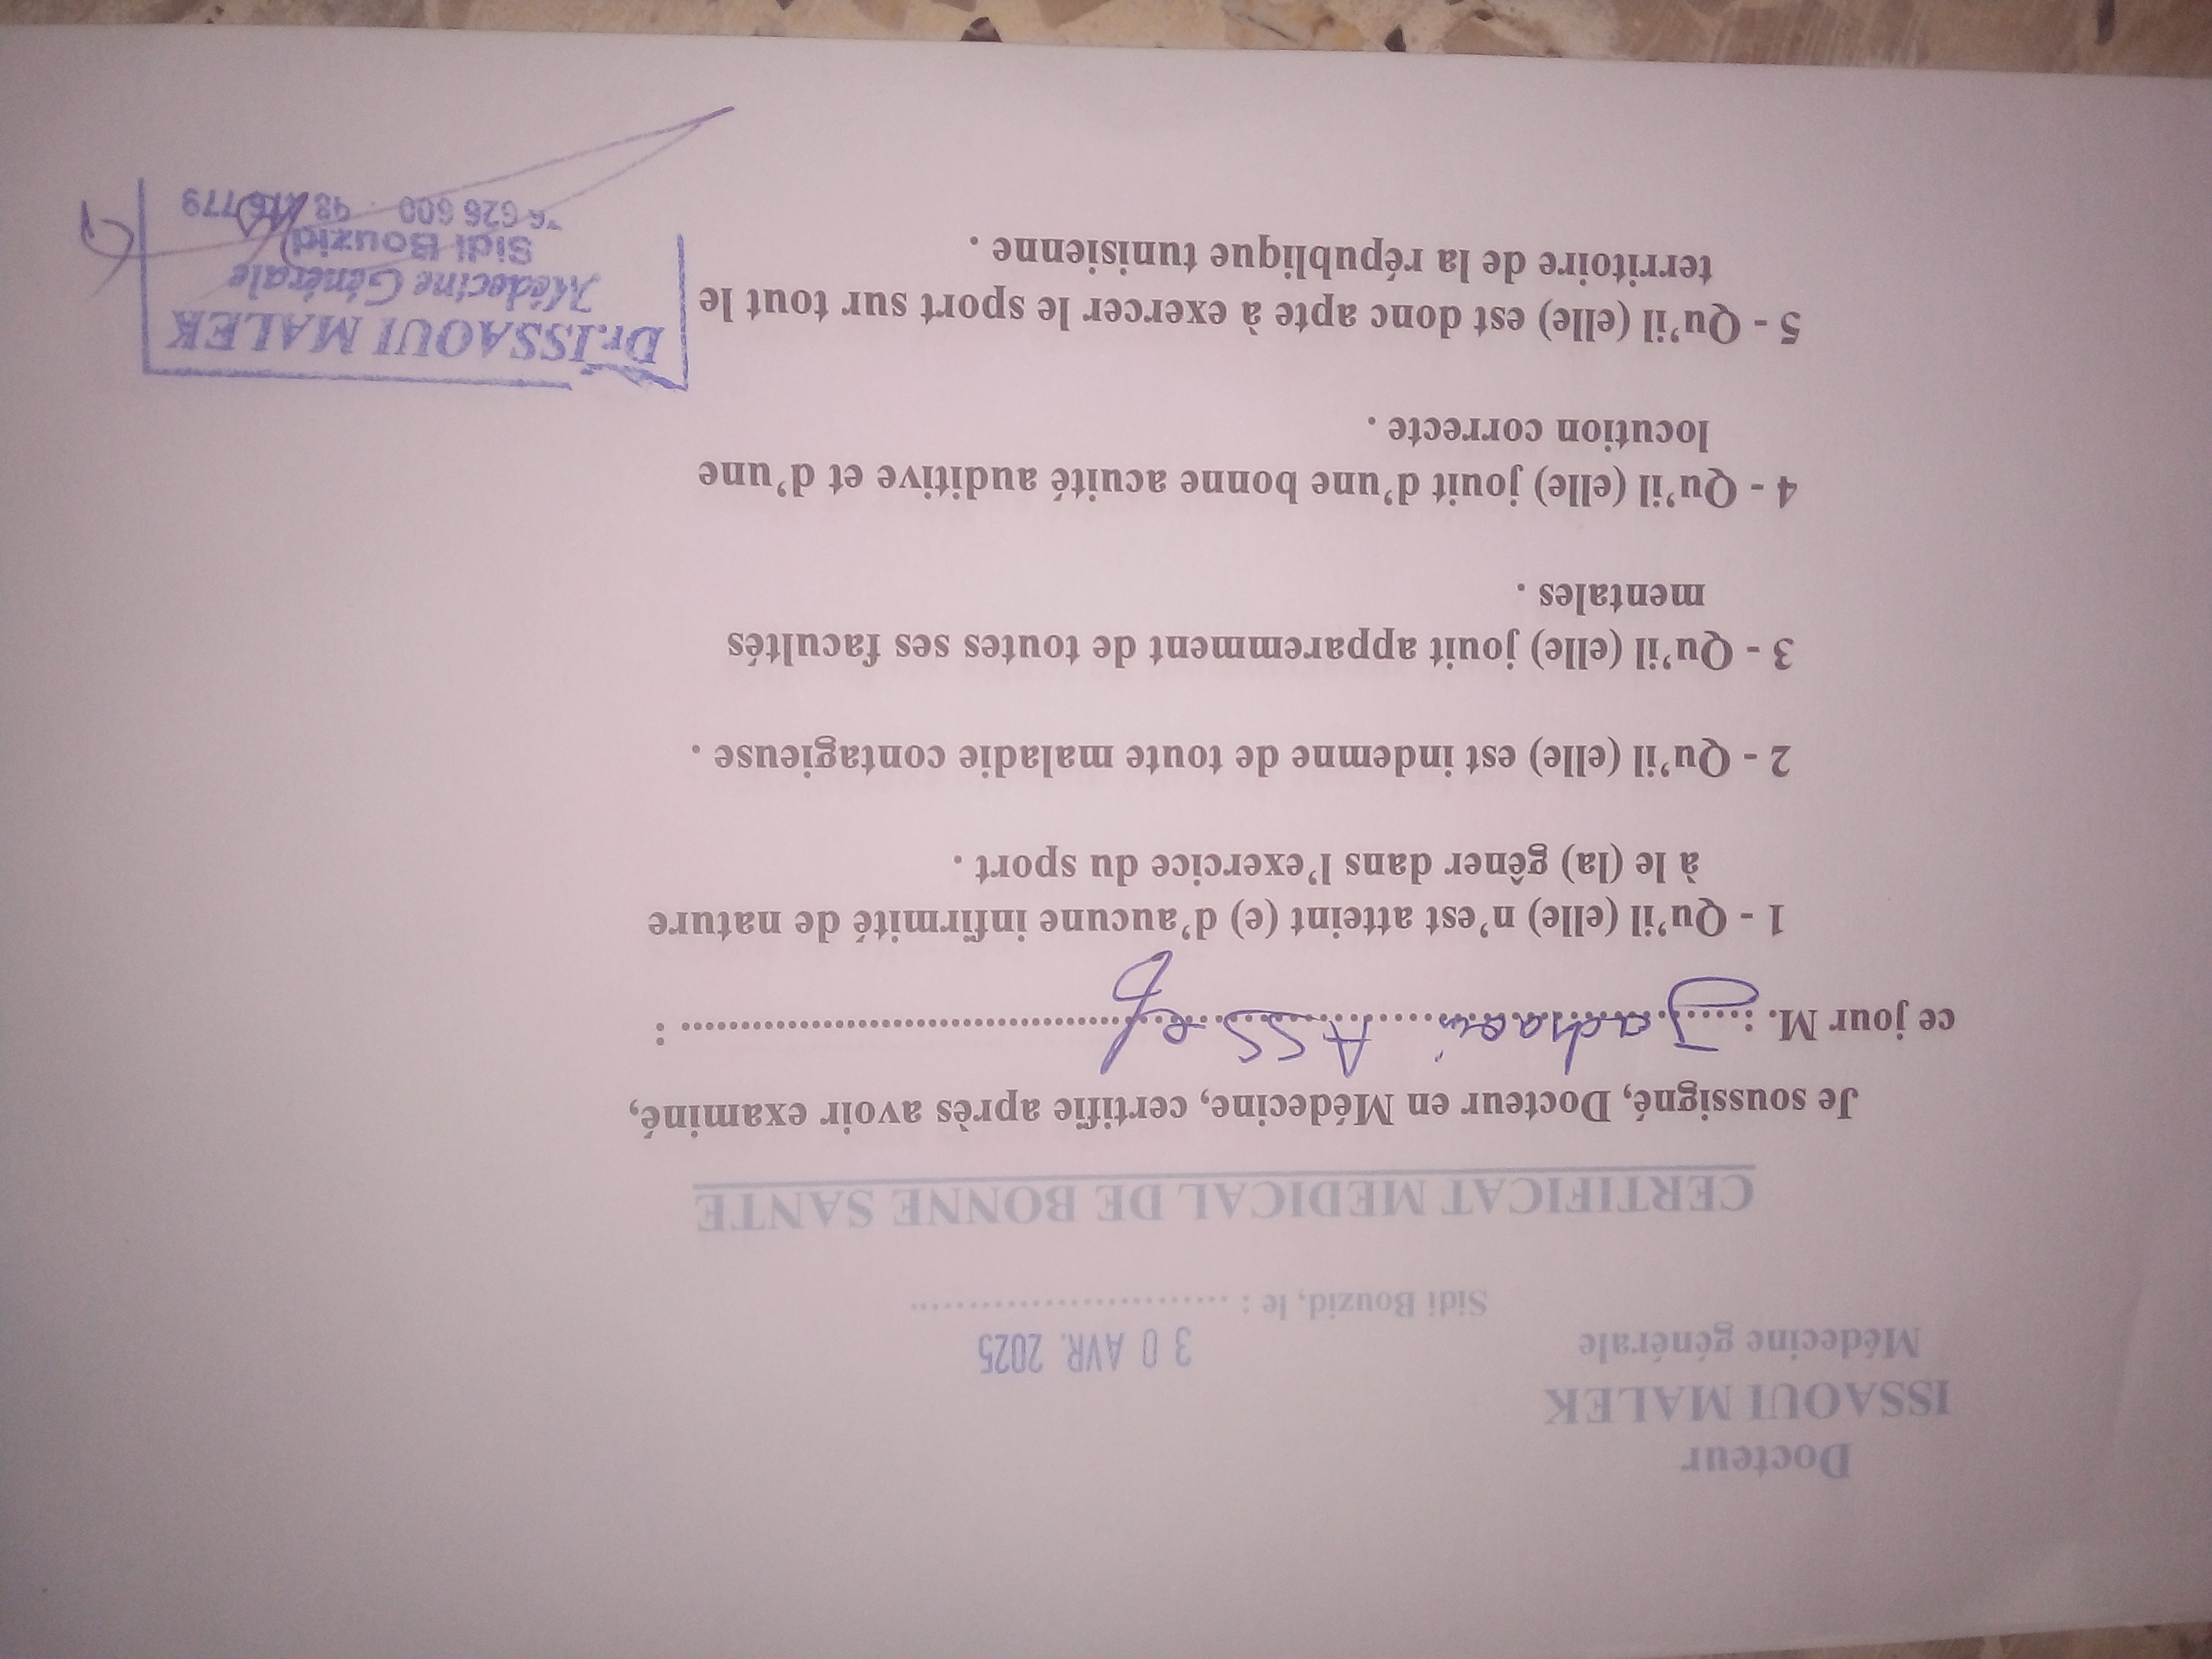 Docteur
ISSAOUI MALEK
Médecine générale
30 AVR. 2025
Sidi Bouzid, le : ............................
CERTIFICAT MEDICAL DE BONNE SANTE
Je soussigné, Docteur en Médecine, certifie après avoir examiné,
ce jour M. : ........................................ :
1 - Qu'il (elle) n'est atteint (e) d'aucune infirmité de nature
à le (la) gêner dans l'exercice du sport .
2 - Qu'il (elle) est indemne de toute maladie contagieuse .
3 - Qu'il (elle) jouit apparemment de toutes ses facultés
mentales .
4 - Qu'il (elle) jouit d'une bonne acuité auditive et d'une
locution correcte .
5 - Qu'il (elle) est donc apte à exercer le sport sur tout le
territoire de la république tunisienne .
Dr.ISSAOUI MALEK
Médecine Générale
Sidi Bouzid
626 600